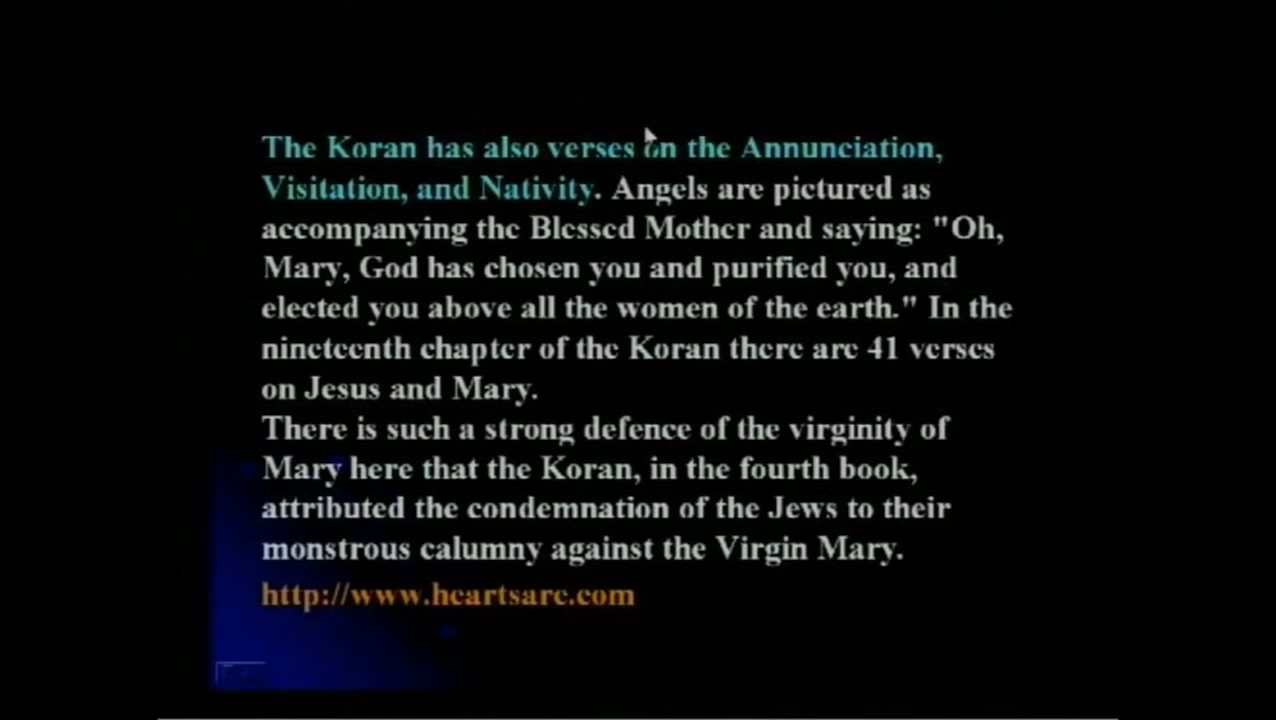 The Koran has also verses on the Annunciation,
Visitation, and Nativity. Angels are pictured as
accompanying the Blessed Mother and saying: "Oh,
Mary, God has chosen you and purified you, and
elected you above all the women of the earth." In the
nineteenth chapter of the Koran there are 41 verses
on Jesus and Mary.
There is such a strong defence of the virginity of
Mary here that the Koran, in the fourth book,
attributed the condemnation of the Jews to their
monstrous calumny against the Virgin Mary.
http://www.heartsare.com